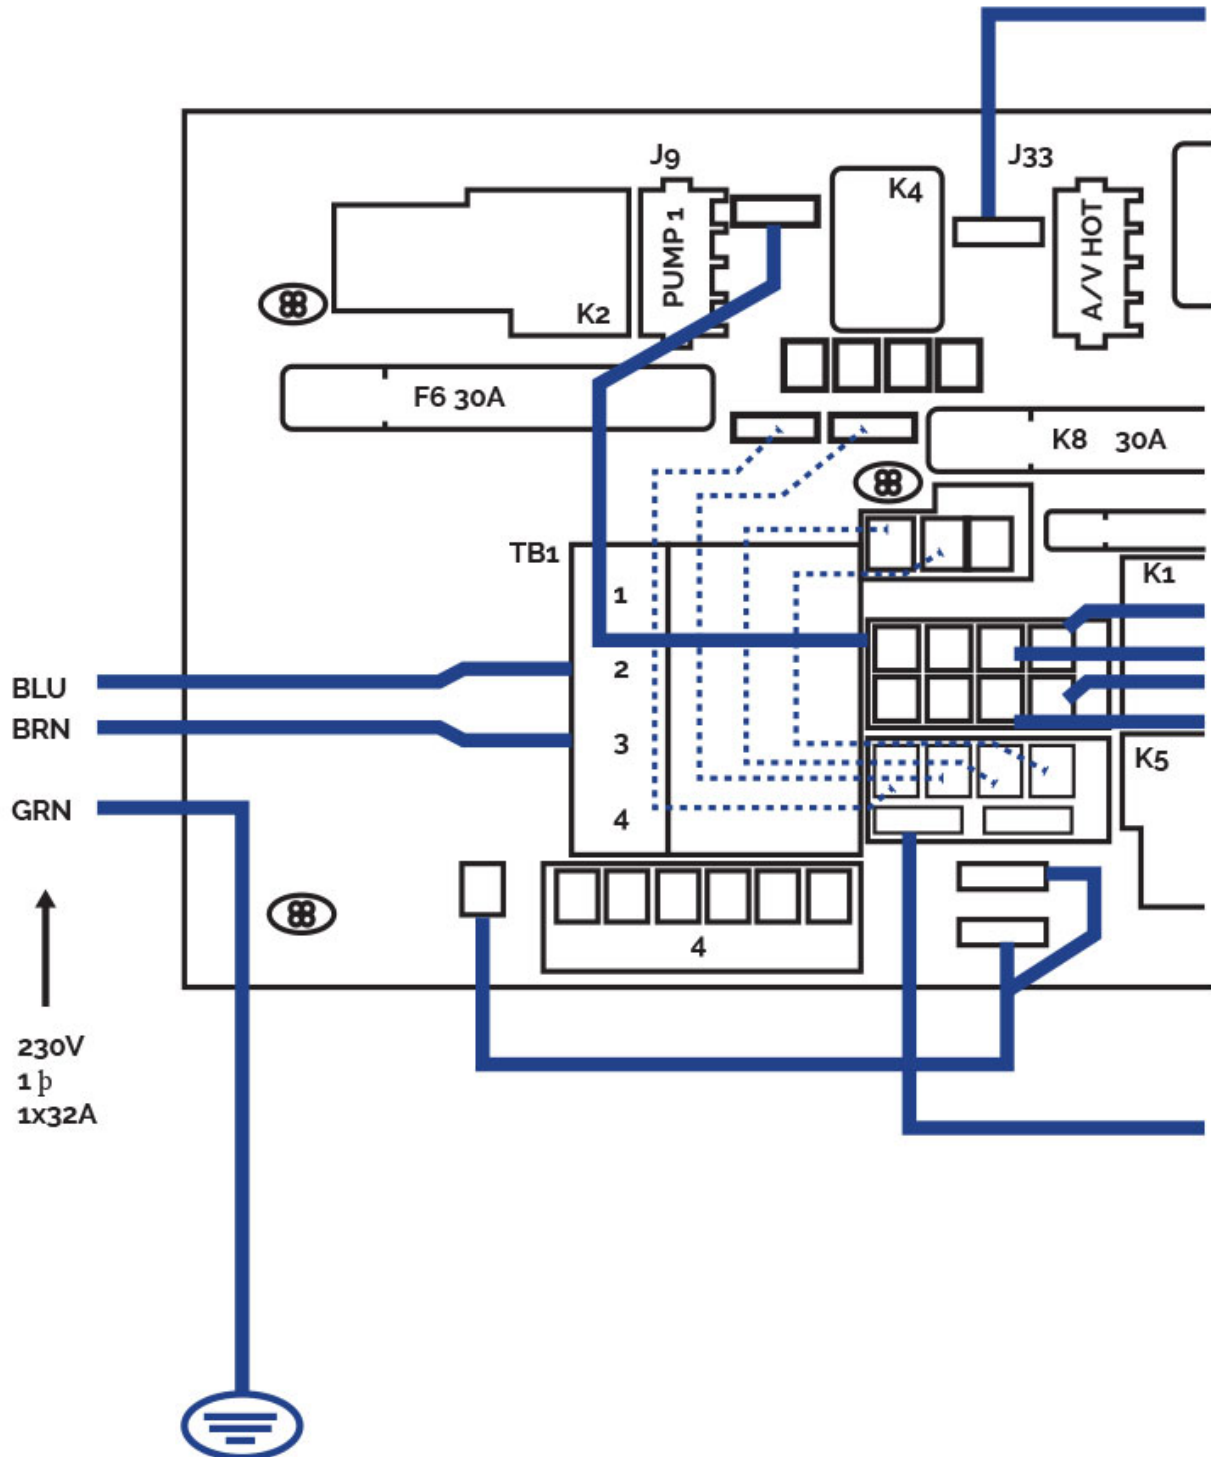 J9
J33
K4
PUMP 1
A/V HOT
K2
F6 30A
K8 30A
TB1
K1
1
2
BLU
BRN
3
K5
GRN
4
4
230V
1 þ
1x32A